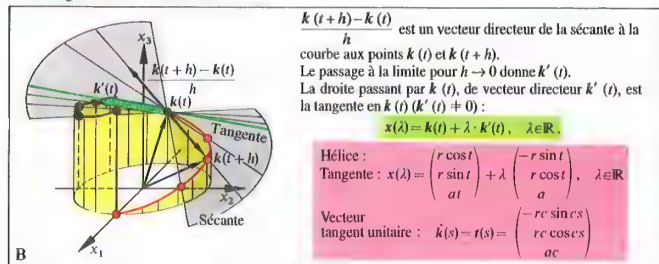 x₃
k(t+h)−k(t)
h
k′(t)
k(t)
Tangente
k(t+h)
x₂
Sécante
x₁
B
k(t+h)−k(t)
h
est un vecteur directeur de la sécante à la
courbe aux points k(t) et k(t+h).
Le passage à la limite pour h → 0 donne k′(t).
La droite passant par k(t), de vecteur directeur k′(t), est
la tangente en k(t) (k′(t) ≠ 0) :
x(λ) = k(t) + λ · k′(t), λ∈ℝ.
Hélice :
Tangente : x(λ) = (r cos t, r sin t, at) + λ (−r sin t, r cos t, a), λ∈ℝ
Vecteur
tangent unitaire : k̇(s) = t(s) = (−rc sin cs, rc cos cs, ac)